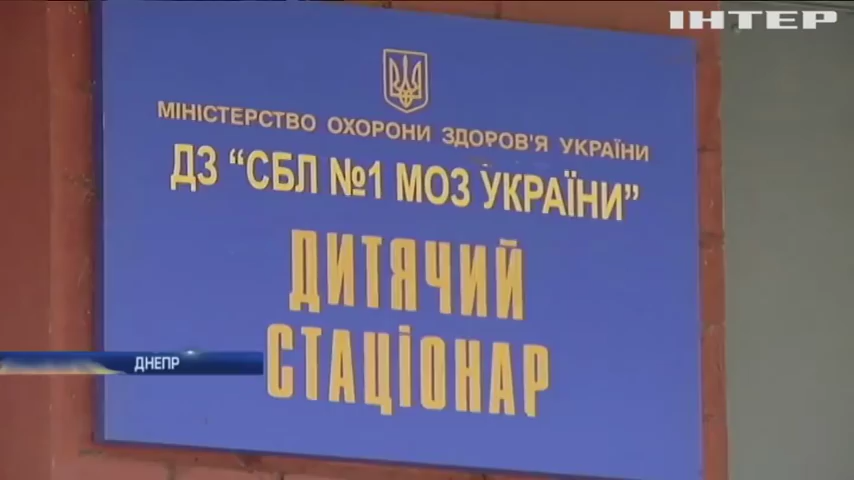 ІНТЕР
МІНІСТЕРСТВО ОХОРОНИ ЗДОРОВ'Я УКРАЇНИ
ДЗ “СБЛ №1 МОЗ УКРАЇНИ”
ДИТЯЧИЙ
СТАЦІОНАР
ДНЕПР